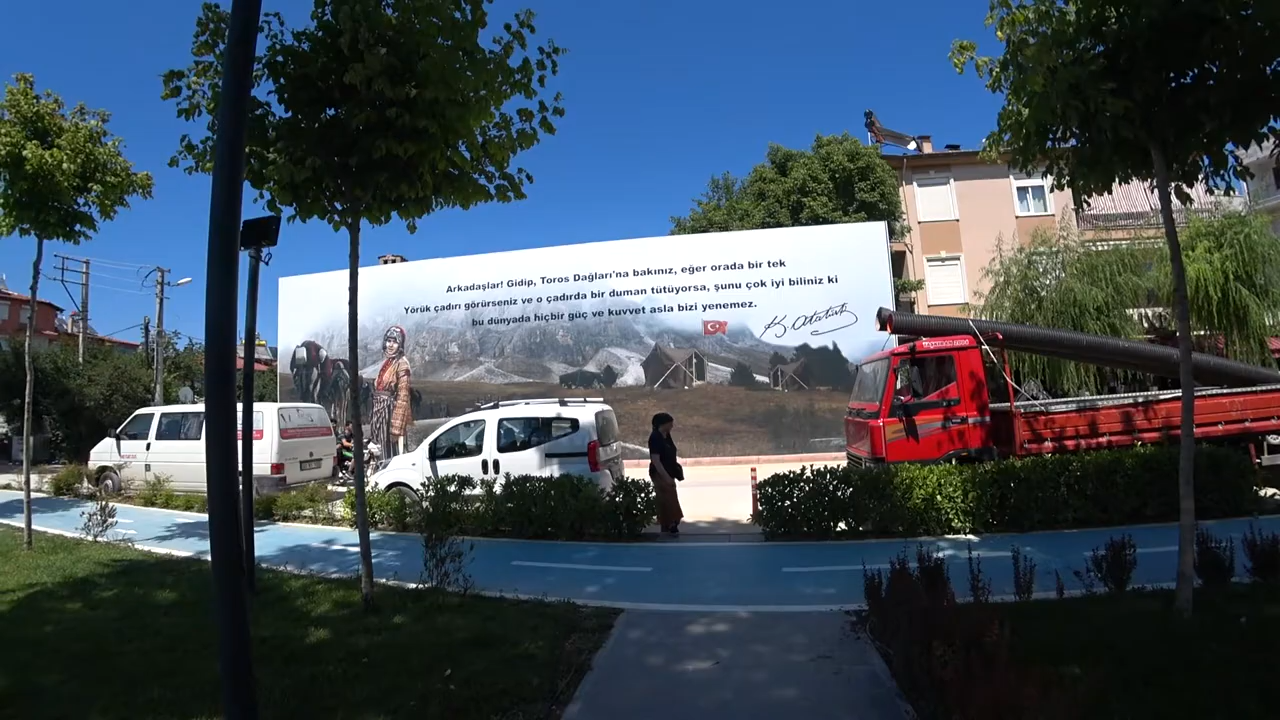 Arkadaşlar! Gidip, Toros Dağları'na bakınız, eğer orada bir tek
Yörük çadırı görürseniz ve o çadırda bir duman tütüyorsa, şunu çok iyi biliniz ki
bu dünyada hiçbir güç ve kuvvet asla bizi yenemez.
K. Atatürk